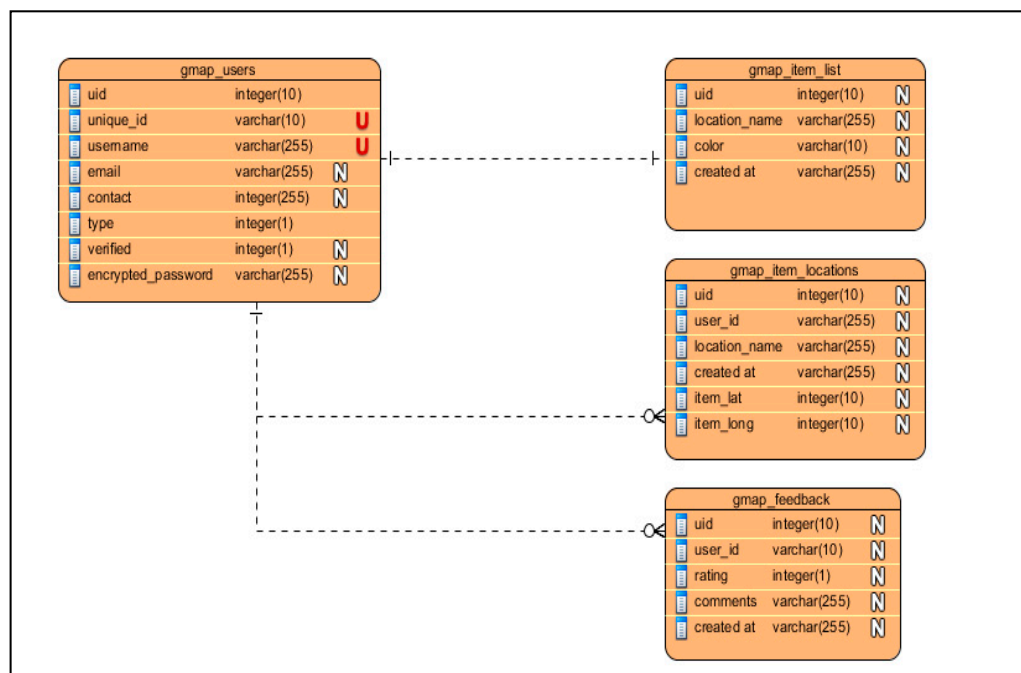 gmap_users
uid integer(10)
unique_id varchar(10) U
username varchar(255) U
email varchar(255) N
contact integer(255) N
type integer(1)
verified integer(1) N
encrypted_password varchar(255) N
gmap_item_list
uid integer(10) N
location_name varchar(255) N
color varchar(10) N
created at varchar(255) N
gmap_item_locations
uid integer(10) N
user_id varchar(255) N
location_name varchar(255) N
created at varchar(255) N
item_lat integer(10) N
item_long integer(10) N
gmap_feedback
uid integer(10) N
user_id varchar(10) N
rating integer(1) N
comments varchar(255) N
created at varchar(255) N